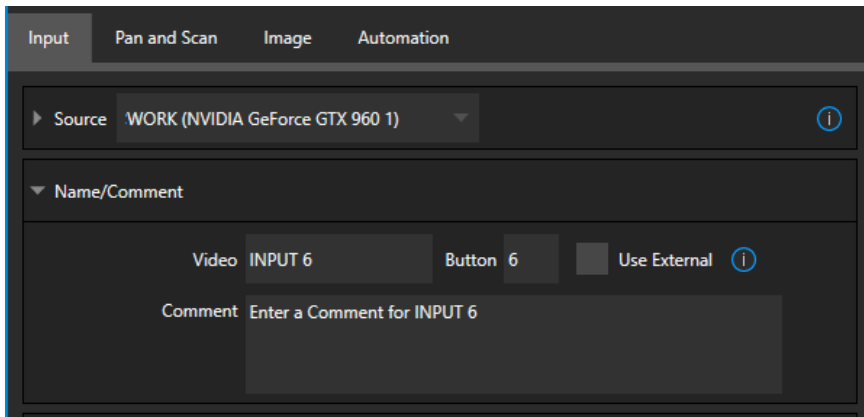 Input Pan and Scan Image Automation
Source :WORK (NVIDIA GeForce GTX 960 1)
Name/Comment
Video INPUT 6 Button 6 Use External
Comment Enter a Comment for INPUT 6